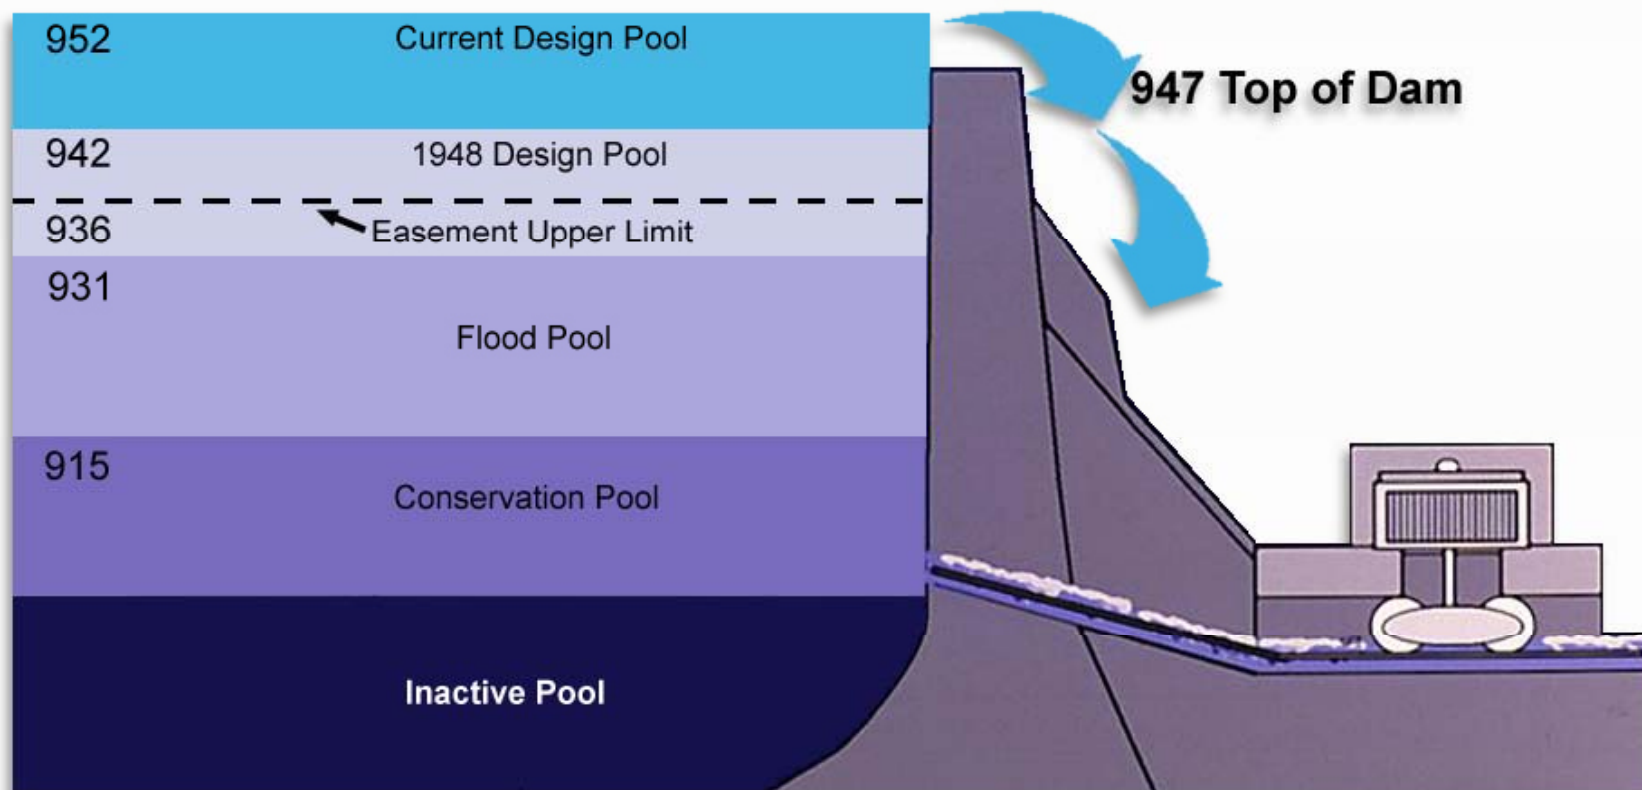 952 Current Design Pool
947 Top of Dam
942 1948 Design Pool
936 Easement Upper Limit
931
Flood Pool
915
Conservation Pool
Inactive Pool